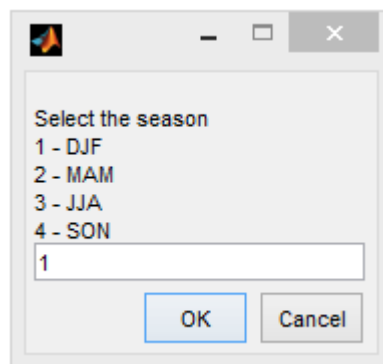 Select the season
1 - DJF
2 - MAM
3 - JJA
4 - SON
1
OK Cancel